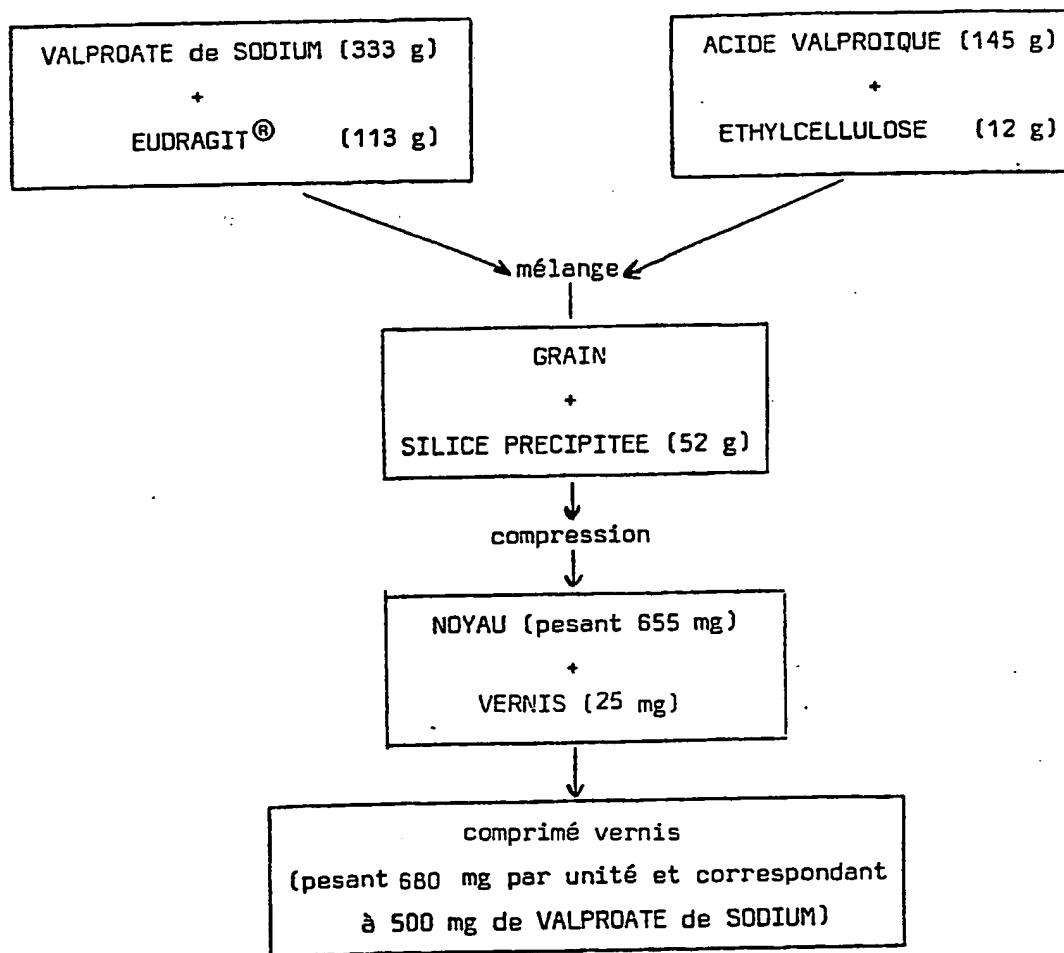 VALPROATE de SODIUM (333 g)
+
EUDRAGIT® (113 g)
ACIDE VALPROIQUE (145 g)
+
ETHYLCELLULOSE (12 g)
mélange
GRAIN
+
SILICE PRECIPITEE (52 g)
compression
NOYAU (pesant 655 mg)
+
VERNIS (25 mg)
comprimé vernis
(pesant 680 mg par unité et correspondant
à 500 mg de VALPROATE de SODIUM)